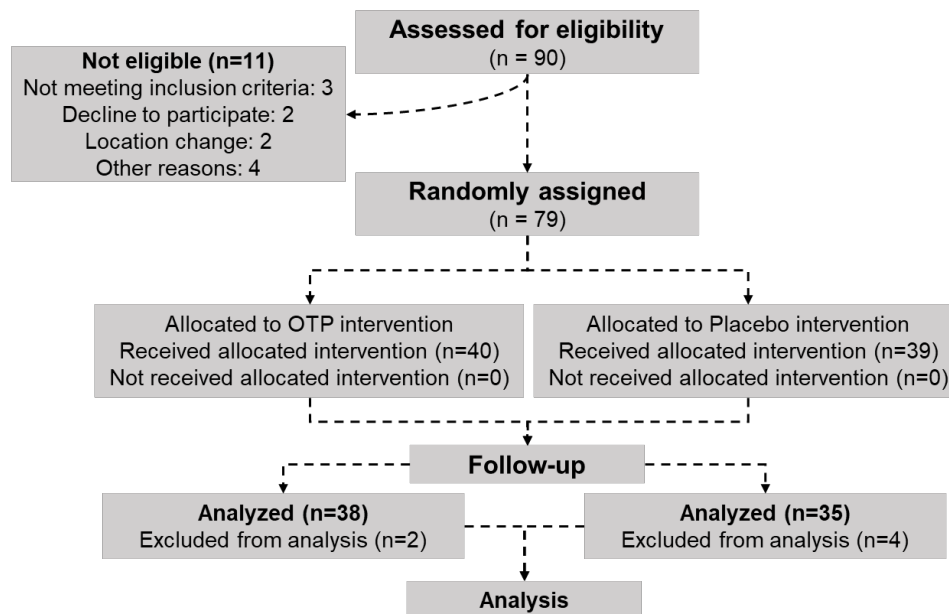 Assessed for eligibility
(n = 90)
Not eligible (n=11)
Not meeting inclusion criteria: 3
Decline to participate: 2
Location change: 2
Other reasons: 4
Randomly assigned
(n = 79)
Allocated to OTP intervention
Received allocated intervention (n=40)
Not received allocated intervention (n=0)
Allocated to Placebo intervention
Received allocated intervention (n=39)
Not received allocated intervention (n=0)
Follow-up
Analyzed (n=38)
Excluded from analysis (n=2)
Analyzed (n=35)
Excluded from analysis (n=4)
Analysis